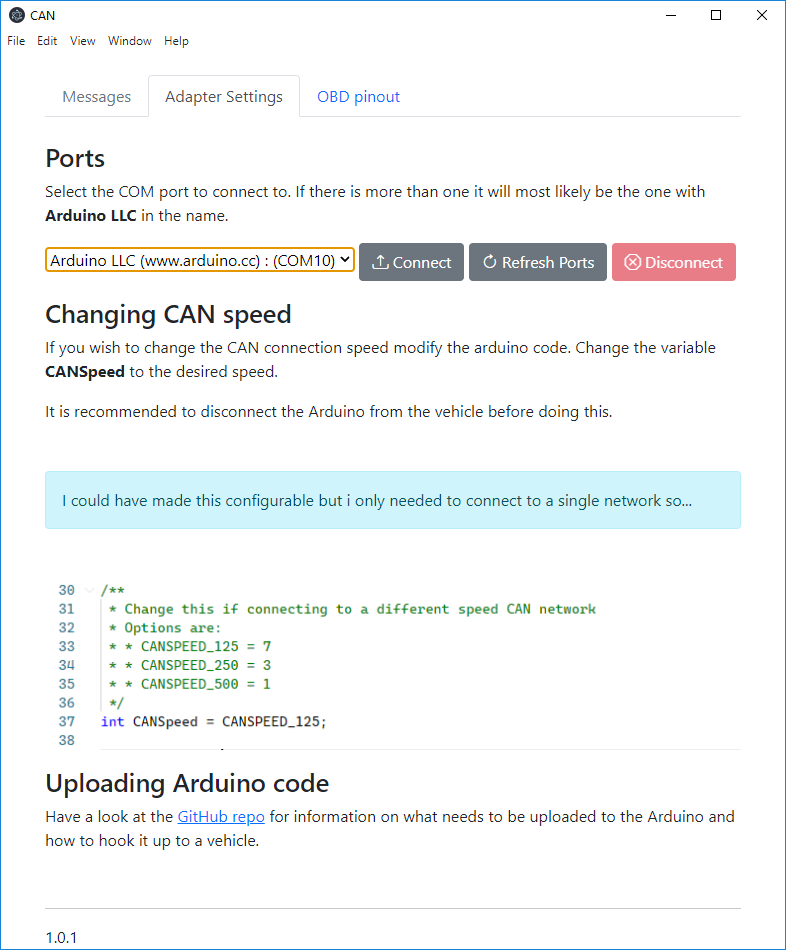 CAN
File Edit View Window Help
Messages Adapter Settings OBD pinout
Ports
Select the COM port to connect to. If there is more than one it will most likely be the one with
Arduino LLC in the name.
Arduino LLC (www.arduino.cc) : (COM10) Connect Refresh Ports Disconnect
Changing CAN speed
If you wish to change the CAN connection speed modify the arduino code. Change the variable
CANSpeed to the desired speed.
It is recommended to disconnect the Arduino from the vehicle before doing this.
I could have made this configurable but i only needed to connect to a single network so...
30 /**
31 * Change this if connecting to a different speed CAN network
32 * Options are:
33 * * CANSPEED_125 = 7
34 * * CANSPEED_250 = 3
35 * * CANSPEED_500 = 1
36 */
37 int CANSpeed = CANSPEED_125;
38
Uploading Arduino code
Have a look at the GitHub repo for information on what needs to be uploaded to the Arduino and
how to hook it up to a vehicle.
1.0.1